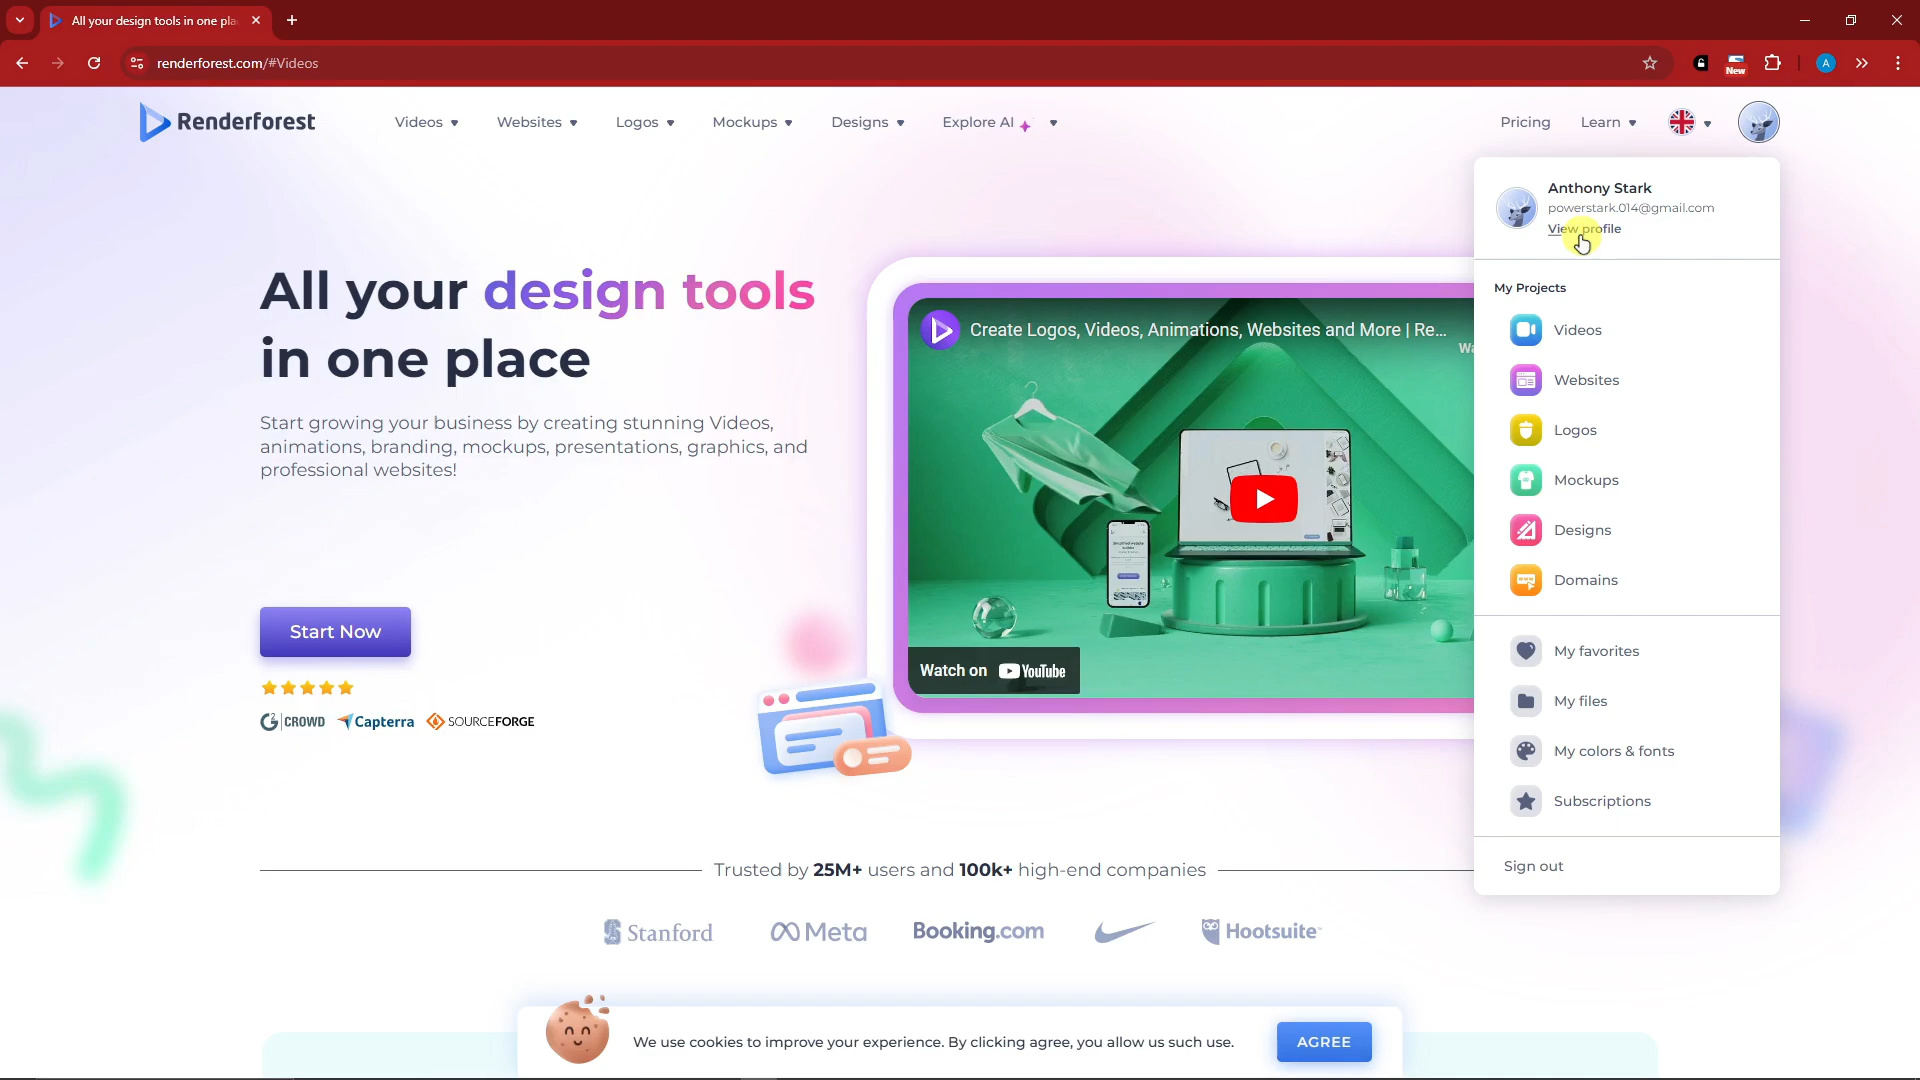 All your design tools in one pla
renderforest.com/#Videos
New
A
Renderforest
Videos
Websites
Logos
Mockups
Designs
Explore AI
Pricing
Learn
Anthony Stark
powerstark.014@gmail.com
View profile
My Projects
Videos
Websites
Logos
Mockups
Designs
Domains
My favorites
My files
My colors & fonts
Subscriptions
Sign out
All your design tools
in one place
Start growing your business by creating stunning Videos,
animations, branding, mockups, presentations, graphics, and
professional websites!
Start Now
G2 CROWD
Capterra
SOURCEFORGE
Create Logos, Videos, Animations, Websites and More | Re...
Wa
Watch on YouTube
Trusted by 25M+ users and 100k+ high-end companies
Stanford
Meta
Booking.com
Hootsuite
We use cookies to improve your experience. By clicking agree, you allow us such use.
AGREE